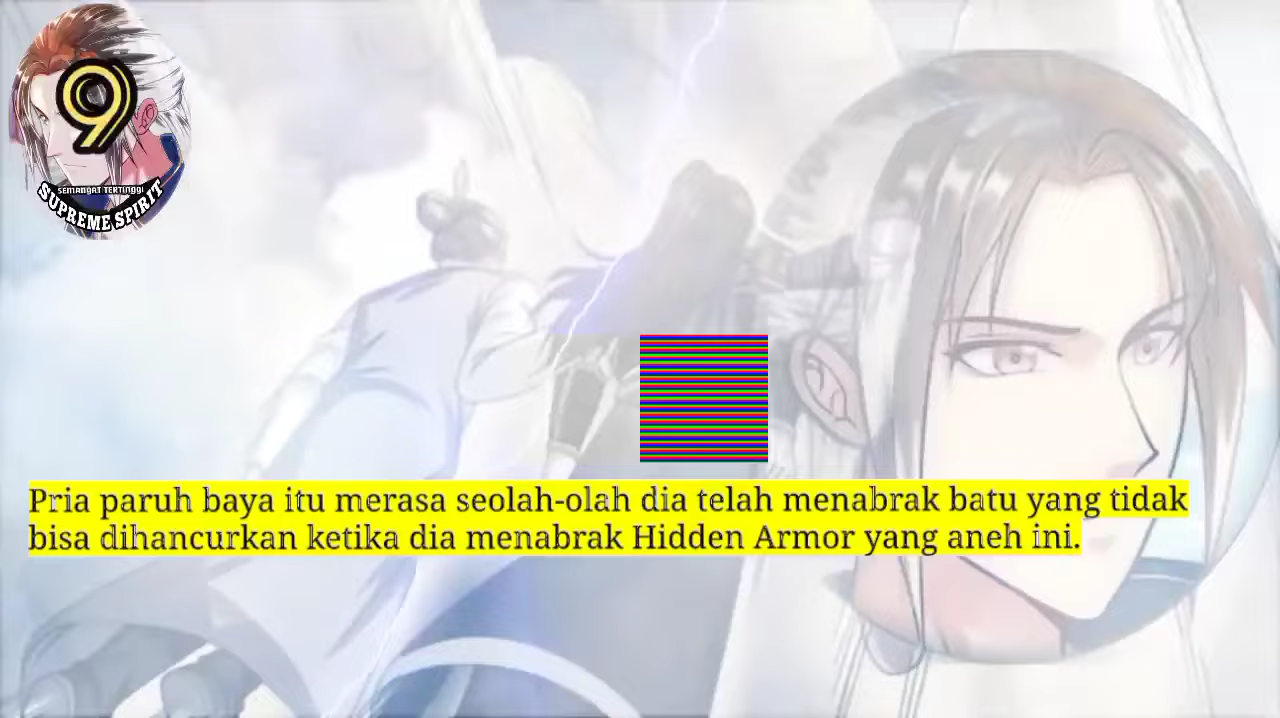 9
SEMANGAT TERTINGGI
SUPREME SPIRIT
Pria paruh baya itu merasa seolah-olah dia telah menabrak batu yang tidak
bisa dihancurkan ketika dia menabrak Hidden Armor yang aneh ini.